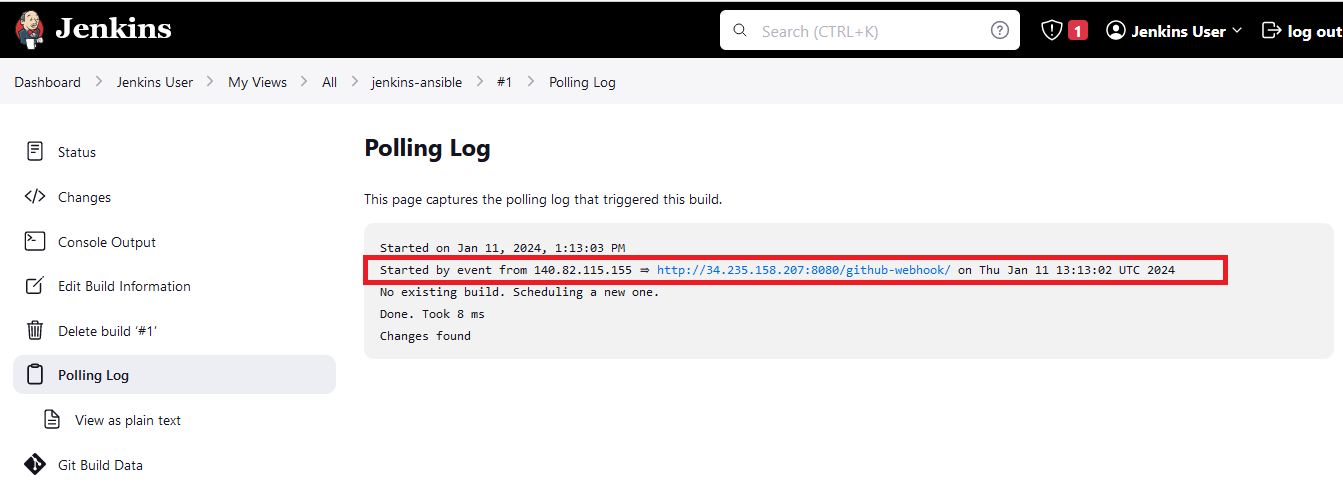 Jenkins
Search (CTRL+K)
1
Jenkins User
log out
Dashboard > Jenkins User > My Views > All > jenkins-ansible > #1 > Polling Log
Status
Changes
Console Output
Edit Build Information
Delete build ‘#1’
Polling Log
View as plain text
Git Build Data
Polling Log
This page captures the polling log that triggered this build.
Started on Jan 11, 2024, 1:13:03 PM
Started by event from 140.82.115.155 ⇒ http://34.235.158.207:8080/github-webhook/ on Thu Jan 11 13:13:02 UTC 2024
No existing build. Scheduling a new one.
Done. Took 8 ms
Changes found